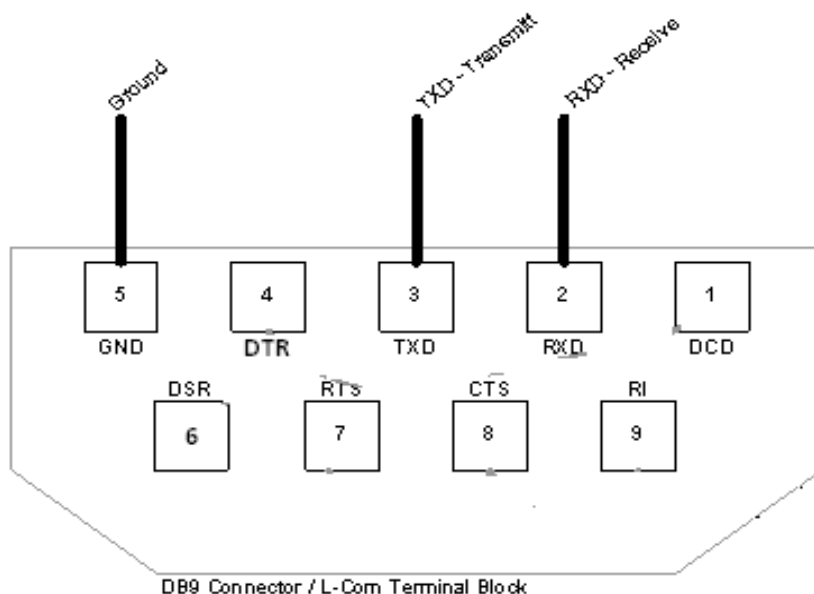 Ground
TXD - Transmitt
RXD - Receive
5 4 3 2 1
GND DTR TXD RXD DCD
DSR RTS CTS RI
6 7 8 9
DB9 Connector / L-Com Terminal Block